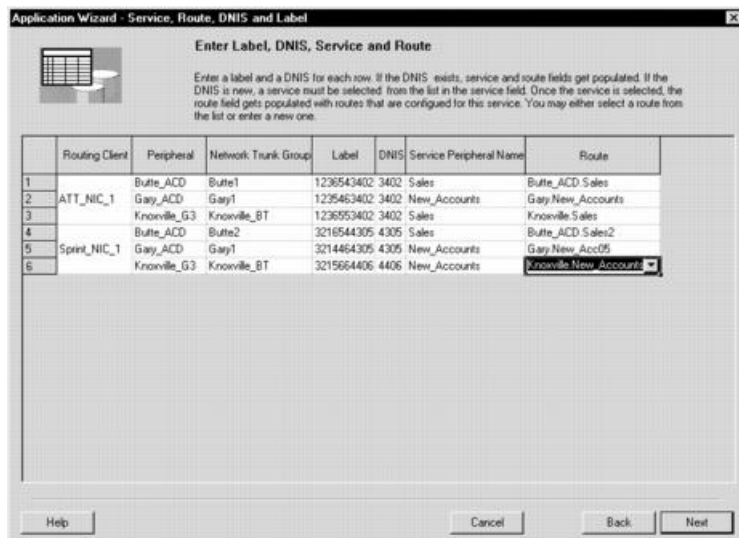 Application Wizard - Service, Route, DNIS and Label
Enter Label, DNIS, Service and Route
Enter a label and a DNIS for each row. If the DNIS exists, service and route fields get populated. If the
DNIS is new, a service must be selected from the list in the service field. Once the service is selected, the
route field gets populated with routes that are configued for this service. You may either select a route from
the list or enter a new one.
Routing Client Peripheral Network Trunk Group Label DNIS Service Peripheral Name Route
1 Butte_ACD Butte1 1236543402 3402 Sales Butte_ACD.Sales
2 ATT_NIC_1 Gary_ACD Gary1 1235463402 3402 New_Accounts Gary.New_Accounts
3 Knoxville_G3 Knoxville_BT 1236553402 3402 Sales Knoxville.Sales
4 Butte_ACD Butte2 3216544305 4305 Sales Butte_ACD.Sales2
5 Sprint_NIC_1 Gary_ACD Gary1 3214464305 4305 New_Accounts Gary.New_Acc05
6 Knoxville_G3 Knoxville_BT 3215664406 4406 New_Accounts Knoxville.New_Accounts
Help Cancel Back Next